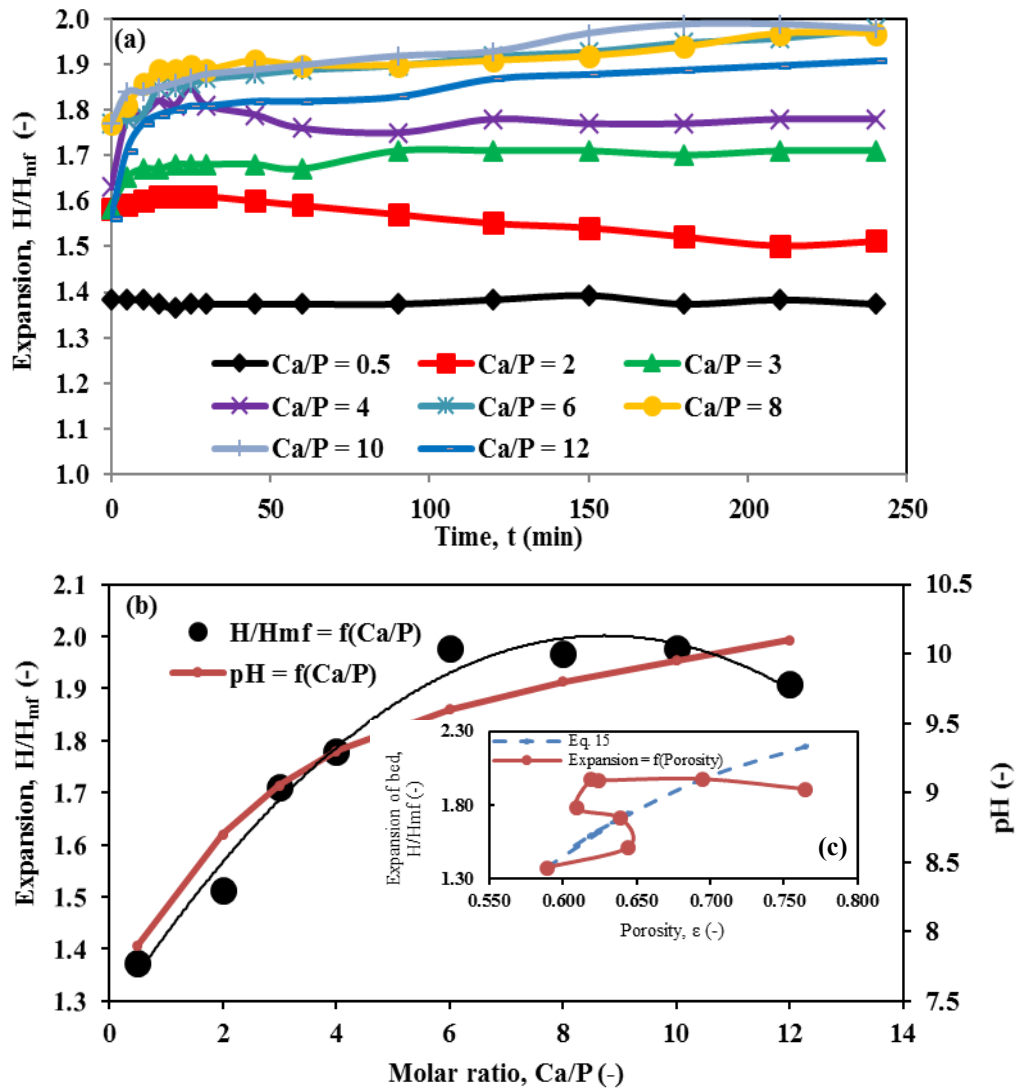 (a)
Expansion, H/Hmf (-)
2.0
1.9
1.8
1.7
1.6
1.5
1.4
1.3
1.2
1.1
1.0
Ca/P = 0.5
Ca/P = 2
Ca/P = 3
Ca/P = 4
Ca/P = 6
Ca/P = 8
Ca/P = 10
Ca/P = 12
0
50
100
150
200
250
Time, t (min)
(b)
Expansion, H/Hmf (-)
2.1
2.0
1.9
1.8
1.7
1.6
1.5
1.4
1.3
H/Hmf = f(Ca/P)
pH = f(Ca/P)
10.5
10
9.5
9
8.5
8
7.5
pH (-)
Expansion of bed,
H/Hmf (-)
2.30
1.80
1.30
Eq. 15
Expansion = f(Porosity)
(c)
0.550
0.600
0.650
0.700
0.750
0.800
Porosity, ε (-)
0
2
4
6
8
10
12
14
Molar ratio, Ca/P (-)